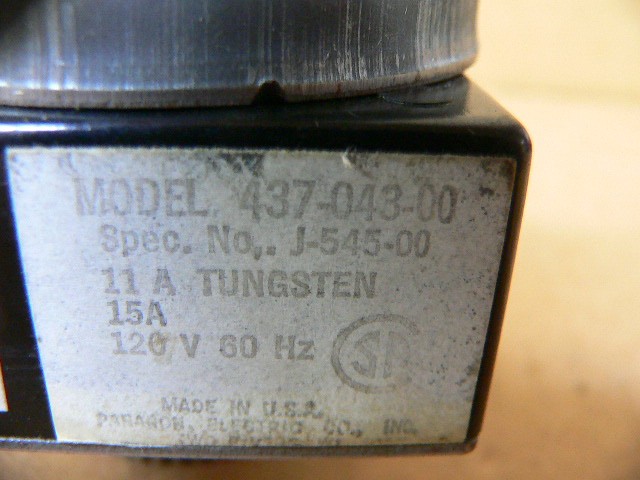 MODEL 437-043-00
Spec. No. J-545-00
11 A TUNGSTEN
15A
120 V 60 Hz
MADE IN U.S.A.
PARAGON ELECTRIC CO., INC.